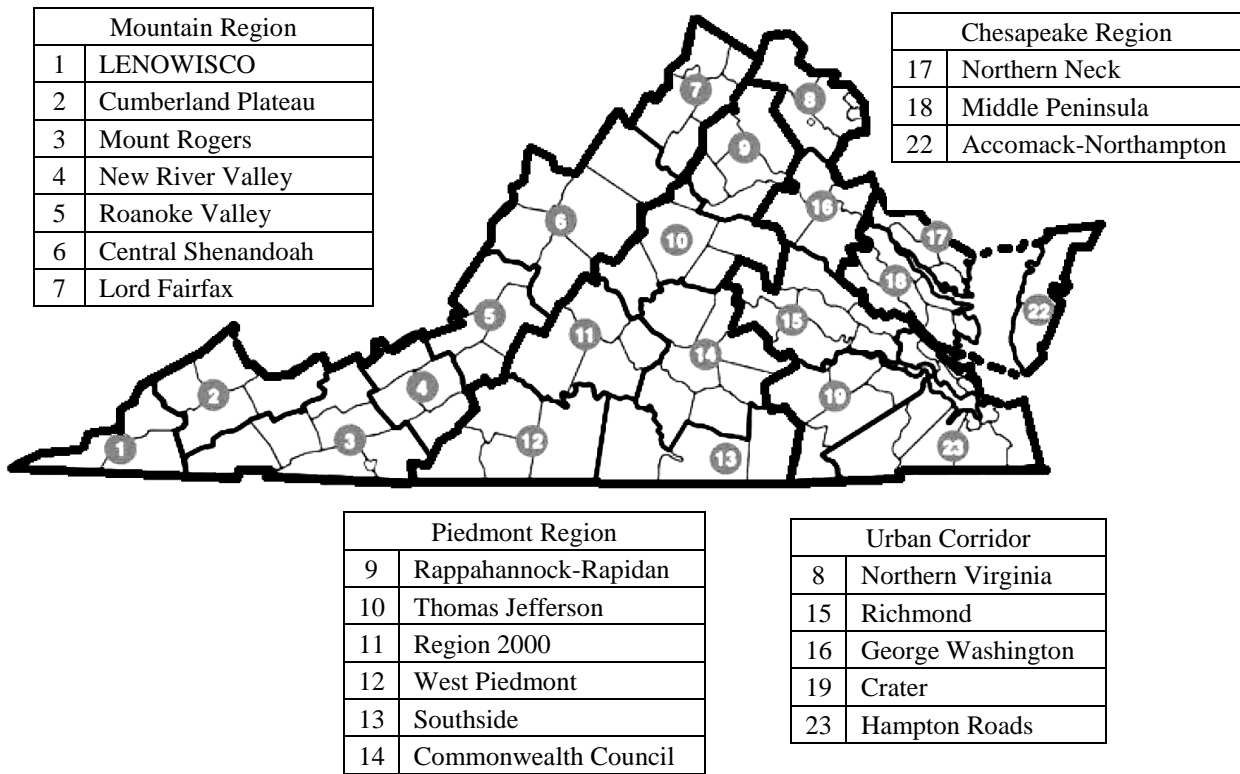 Mountain Region
1 LENOWISCO
2 Cumberland Plateau
3 Mount Rogers
4 New River Valley
5 Roanoke Valley
6 Central Shenandoah
7 Lord Fairfax
Chesapeake Region
17 Northern Neck
18 Middle Peninsula
22 Accomack-Northampton
7
8
9
6
16
10
17
18
5
11
15
22
14
2
4
19
1
3
12
13
23
Piedmont Region
9 Rappahannock-Rapidan
10 Thomas Jefferson
11 Region 2000
12 West Piedmont
13 Southside
14 Commonwealth Council
Urban Corridor
8 Northern Virginia
15 Richmond
16 George Washington
19 Crater
23 Hampton Roads